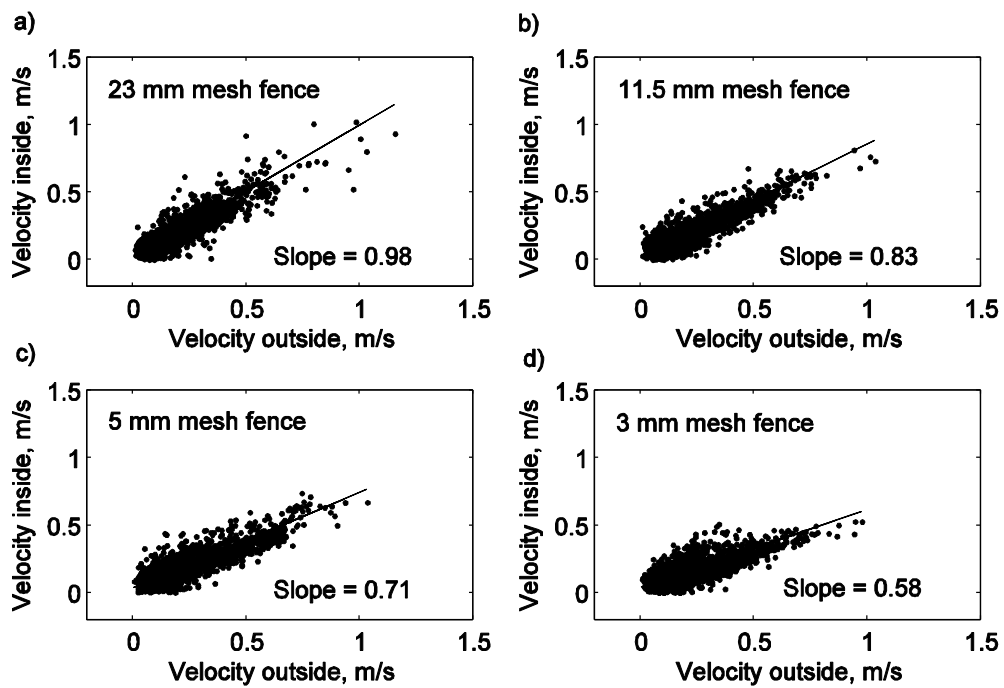 a)
23 mm mesh fence
Slope = 0.98
Velocity inside, m/s
1.5
1
0.5
0
0 0.5 1 1.5
Velocity outside, m/s
b)
11.5 mm mesh fence
Slope = 0.83
Velocity inside, m/s
1.5
1
0.5
0
0 0.5 1 1.5
Velocity outside, m/s
c)
5 mm mesh fence
Slope = 0.71
Velocity inside, m/s
1.5
1
0.5
0
0 0.5 1 1.5
Velocity outside, m/s
d)
3 mm mesh fence
Slope = 0.58
Velocity inside, m/s
1.5
1
0.5
0
0 0.5 1 1.5
Velocity outside, m/s